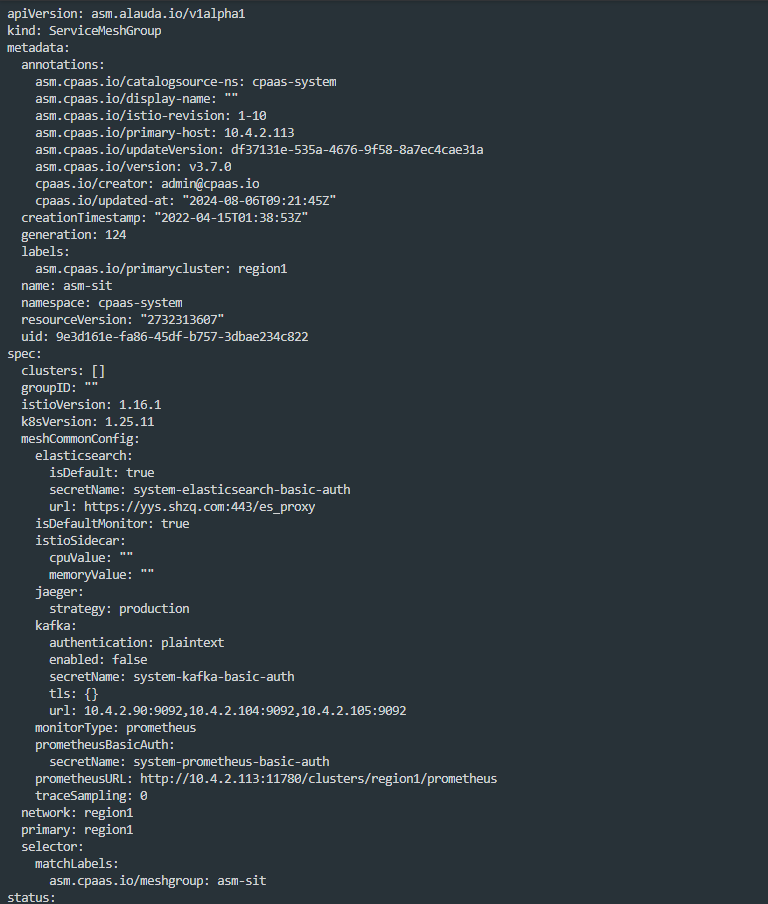 apiVersion: asm.alauda.io/v1alpha1
kind: ServiceMeshGroup
metadata:
  annotations:
    asm.cpaas.io/catalogsource-ns: cpaas-system
    asm.cpaas.io/display-name: ""
    asm.cpaas.io/istio-revision: 1-10
    asm.cpaas.io/primary-host: 10.4.2.113
    asm.cpaas.io/updateVersion: df37131e-535a-4676-9f58-8a7ec4cae31a
    asm.cpaas.io/version: v3.7.0
    cpaas.io/creator: admin@cpaas.io
    cpaas.io/updated-at: "2024-08-06T09:21:45Z"
  creationTimestamp: "2022-04-15T01:38:53Z"
  generation: 124
  labels:
    asm.cpaas.io/primarycluster: region1
  name: asm-sit
  namespace: cpaas-system
  resourceVersion: "2732313607"
  uid: 9e3d161e-fa86-45df-b757-3dbae234c822
spec:
  clusters: []
  groupID: ""
  istioVersion: 1.16.1
  k8sVersion: 1.25.11
  meshCommonConfig:
    elasticsearch:
      isDefault: true
      secretName: system-elasticsearch-basic-auth
      url: https://yys.shzq.com:443/es_proxy
    isDefaultMonitor: true
    istioSidecar:
      cpuValue: ""
      memoryValue: ""
    jaeger:
      strategy: production
    kafka:
      authentication: plaintext
      enabled: false
      secretName: system-kafka-basic-auth
      tls: {}
      url: 10.4.2.90:9092,10.4.2.104:9092,10.4.2.105:9092
    monitorType: prometheus
    prometheusBasicAuth:
      secretName: system-prometheus-basic-auth
    prometheusURL: http://10.4.2.113:11780/clusters/region1/prometheus
    traceSampling: 0
  network: region1
  primary: region1
  selector:
    matchLabels:
      asm.cpaas.io/meshgroup: asm-sit
status: